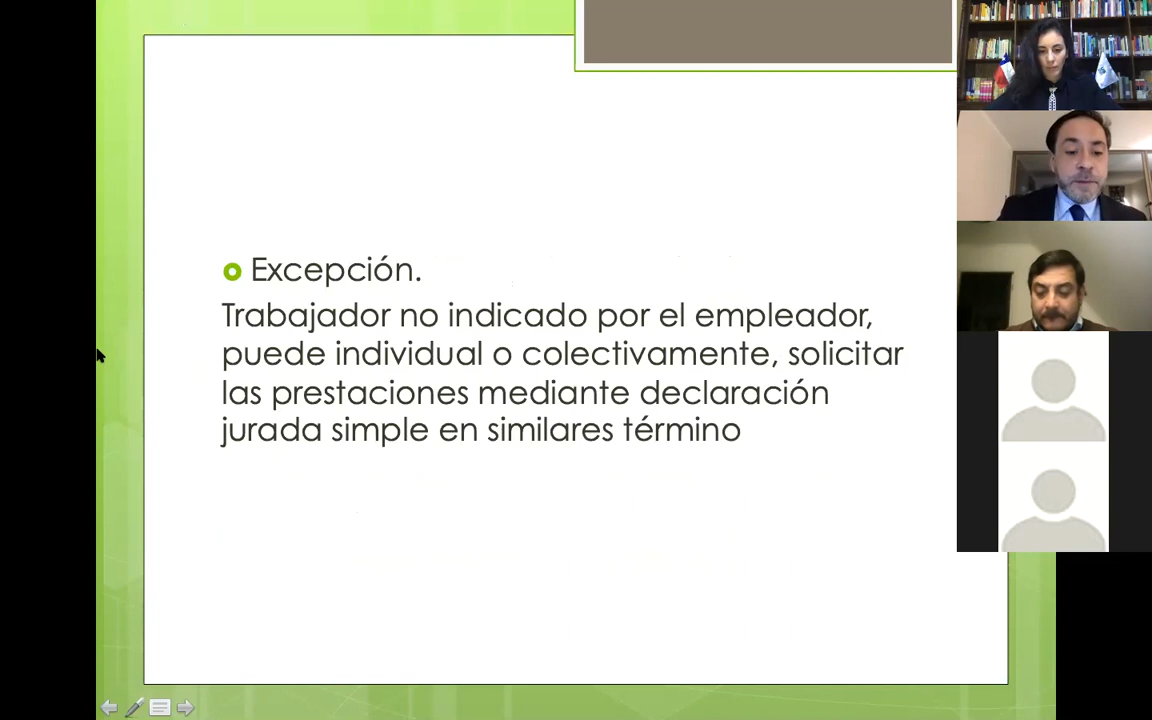 Excepción.
Trabajador no indicado por el empleador,
puede individual o colectivamente, solicitar
las prestaciones mediante declaración
jurada simple en similares término